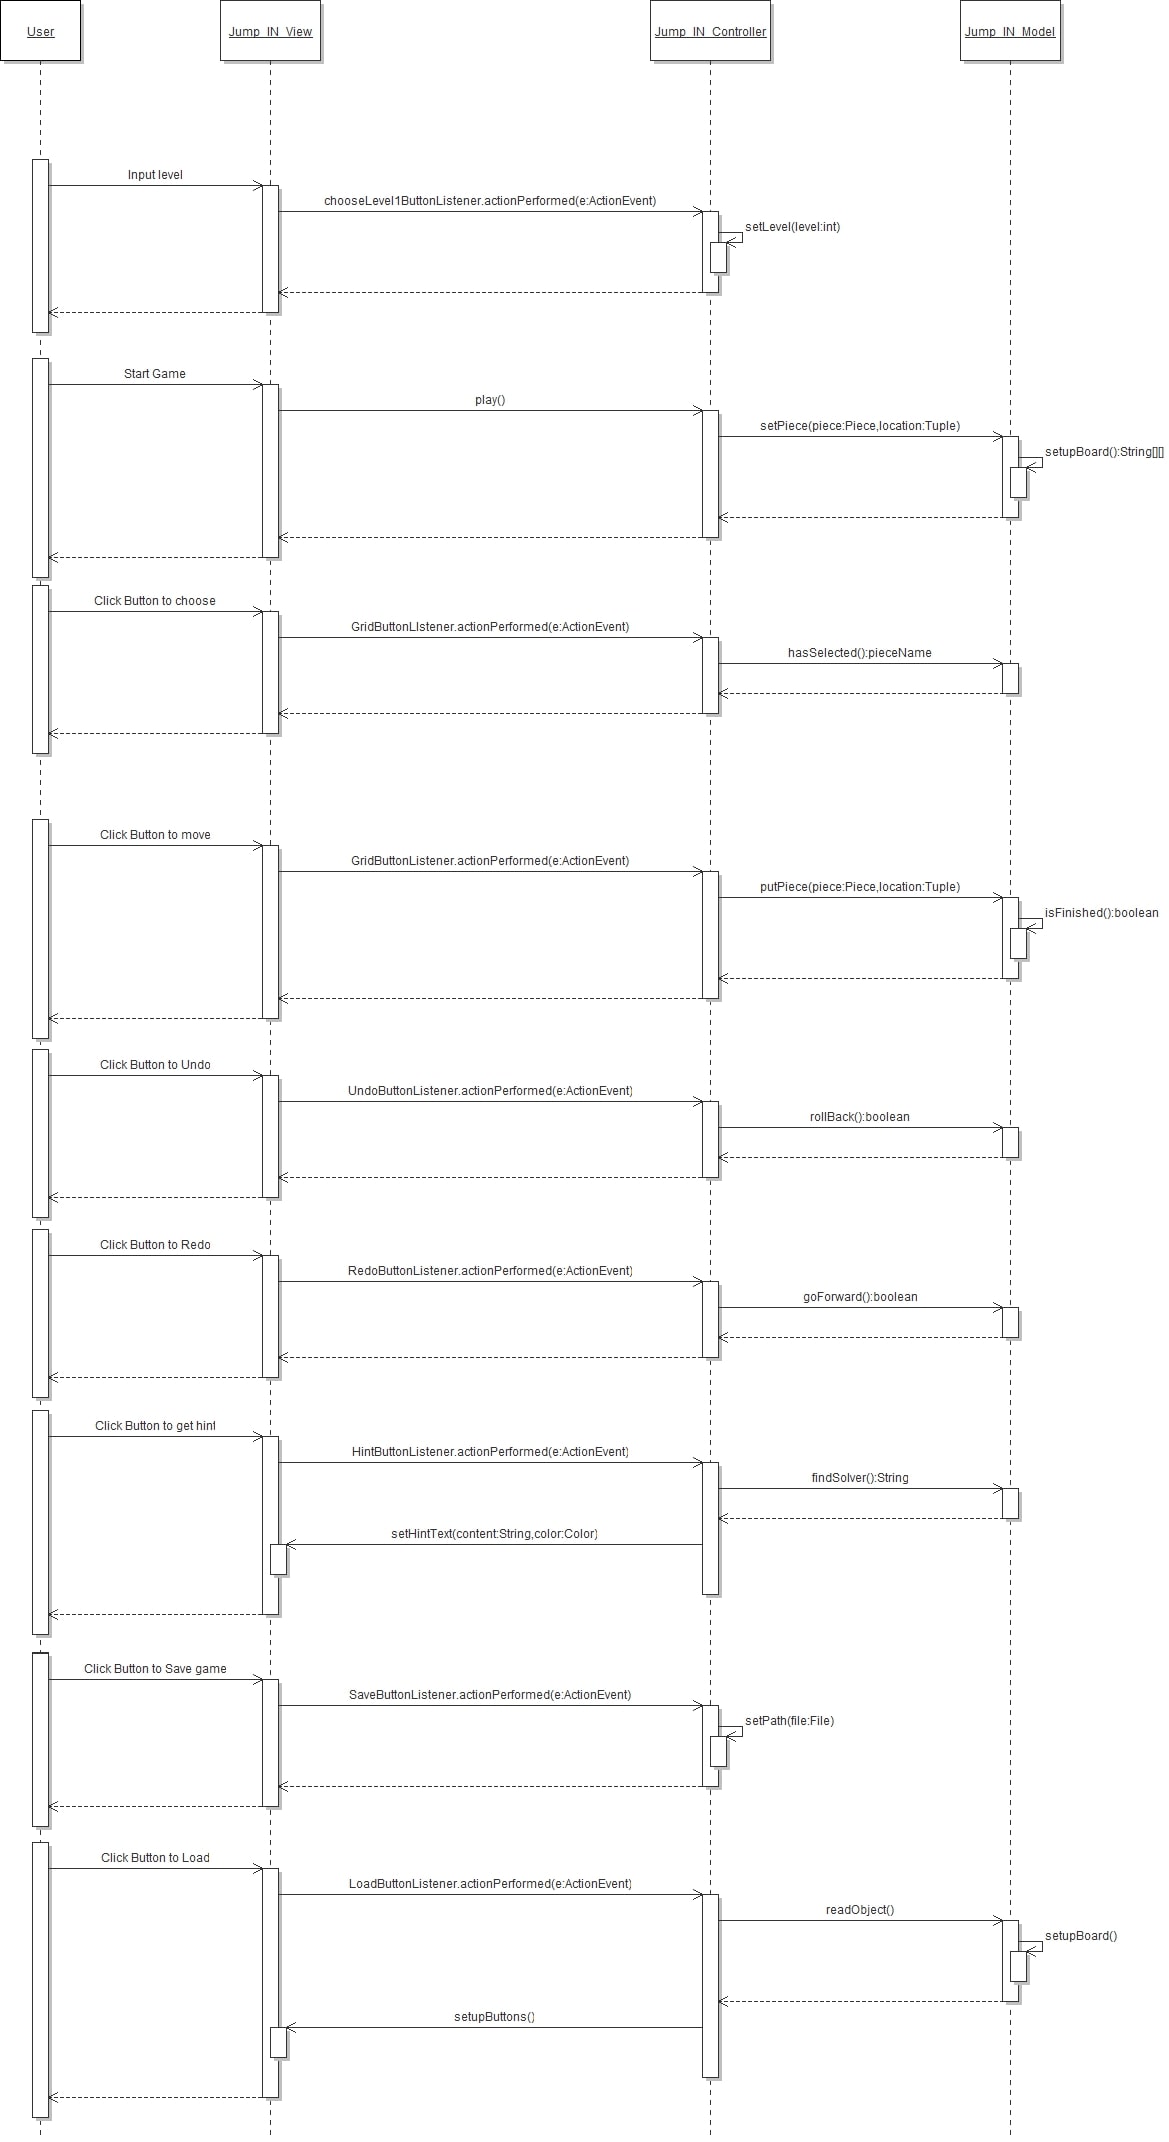 User
Jump_IN_View
Jump_IN_Controller
Jump_IN_Model
Input level
chooseLevel1ButtonListener.actionPerformed(e:ActionEvent)
setLevel(level:int)
Start Game
play()
setPiece(piece:Piece,location:Tuple)
setupBoard():String[][]
Click Button to choose
GridButtonLIstener.actionPerformed(e:ActionEvent)
hasSelected():pieceName
Click Button to move
GridButtonListener.actionPerformed(e:ActionEvent)
putPiece(piece:Piece,location:Tuple)
isFinished():boolean
Click Button to Undo
UndoButtonListener.actionPerformed(e:ActionEvent)
rollBack():boolean
Click Button to Redo
RedoButtonListener.actionPerformed(e:ActionEvent)
goForward():boolean
Click Button to get hint
HintButtonListener.actionPerformed(e:ActionEvent)
findSolver():String
setHintText(content:String,color:Color)
Click Button to Save game
SaveButtonListener.actionPerformed(e:ActionEvent)
setPath(file:File)
Click Button to Load
LoadButtonListener.actionPerformed(e:ActionEvent)
readObject()
setupBoard()
setupButtons()